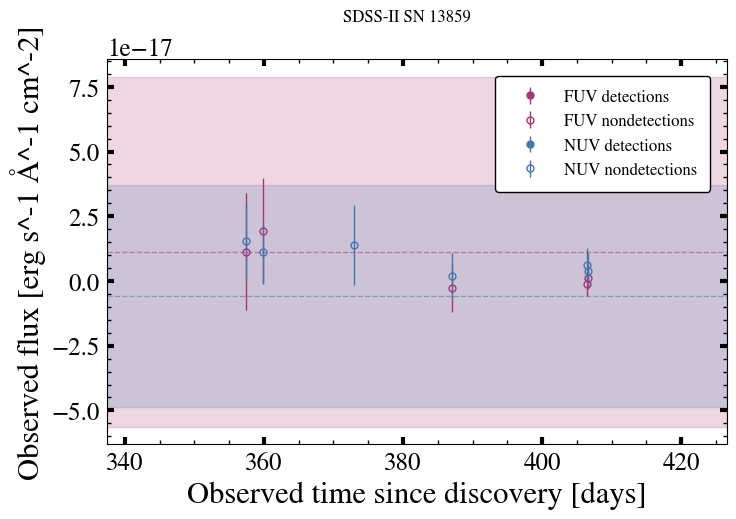 SDSS-II SN 13859
1e−17
FUV detections
FUV nondetections
NUV detections
NUV nondetections
7.5
5.0
2.5
0.0
−2.5
−5.0
Observed flux [erg s^-1 Å^-1 cm^-2]
340 360 380 400 420
Observed time since discovery [days]